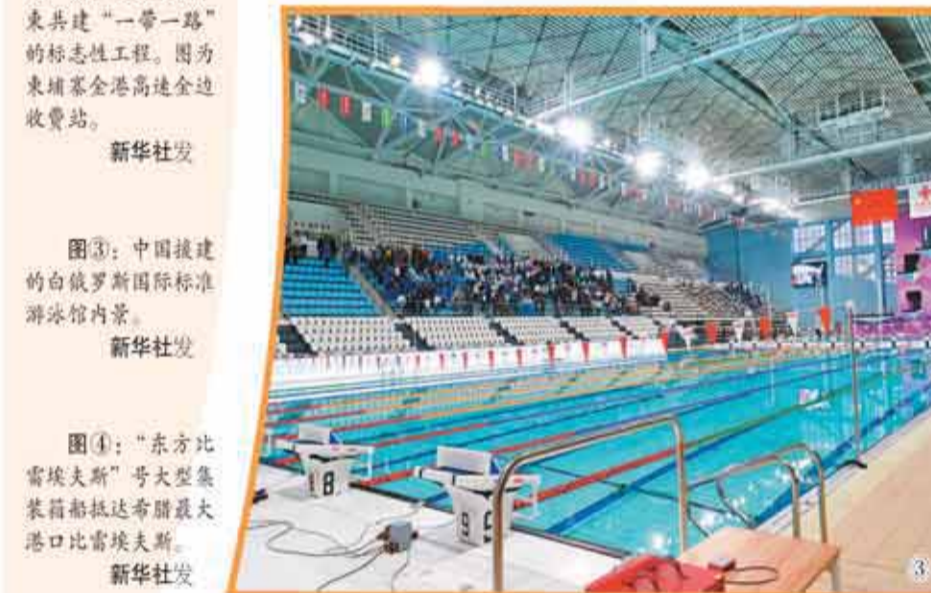 柬共建“一带一路”
的标志性工程。图为
柬埔寨金港高速金边
收费站。
新华社发
图③：中国援建
的白俄罗斯国际标准
游泳馆内景。
新华社发
图④：“东方比
雷埃夫斯”号大型集
装箱船抵达希腊最大
港口比雷埃夫斯。
新华社发
8
9
③